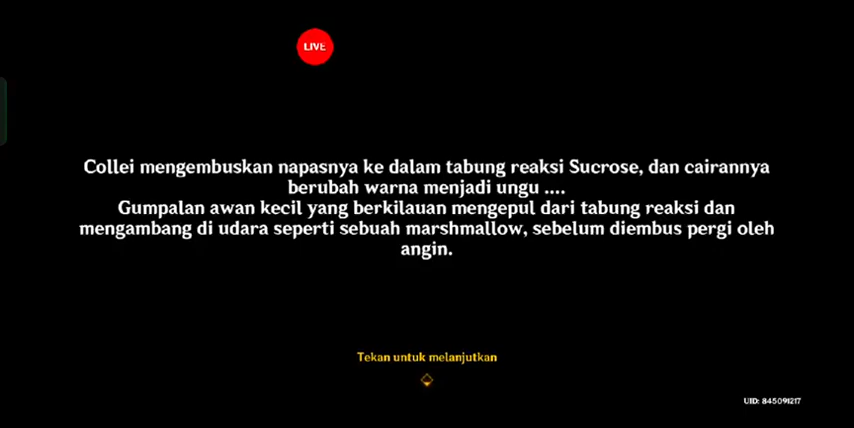 LIVE
Collei mengembuskan napasnya ke dalam tabung reaksi Sucrose, dan cairannya
berubah warna menjadi ungu ....
Gumpalan awan kecil yang berkilauan mengepul dari tabung reaksi dan
mengambang di udara seperti sebuah marshmallow, sebelum diembus pergi oleh
angin.
Tekan untuk melanjutkan
UID: 845091217